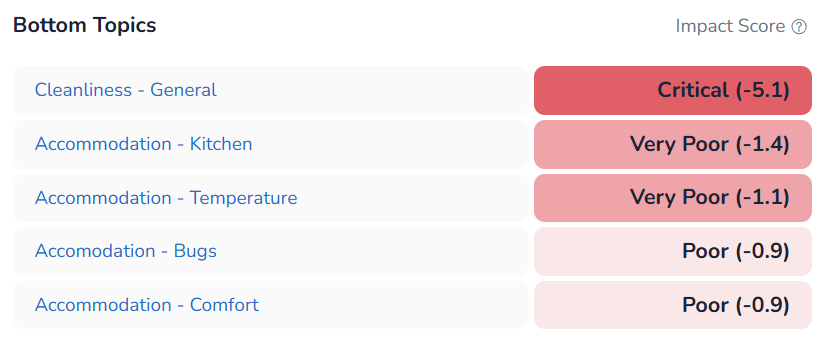 Bottom Topics
Impact Score ?
Cleanliness - General
Critical (-5.1)
Accommodation - Kitchen
Very Poor (-1.4)
Accommodation - Temperature
Very Poor (-1.1)
Accomodation - Bugs
Poor (-0.9)
Accommodation - Comfort
Poor (-0.9)